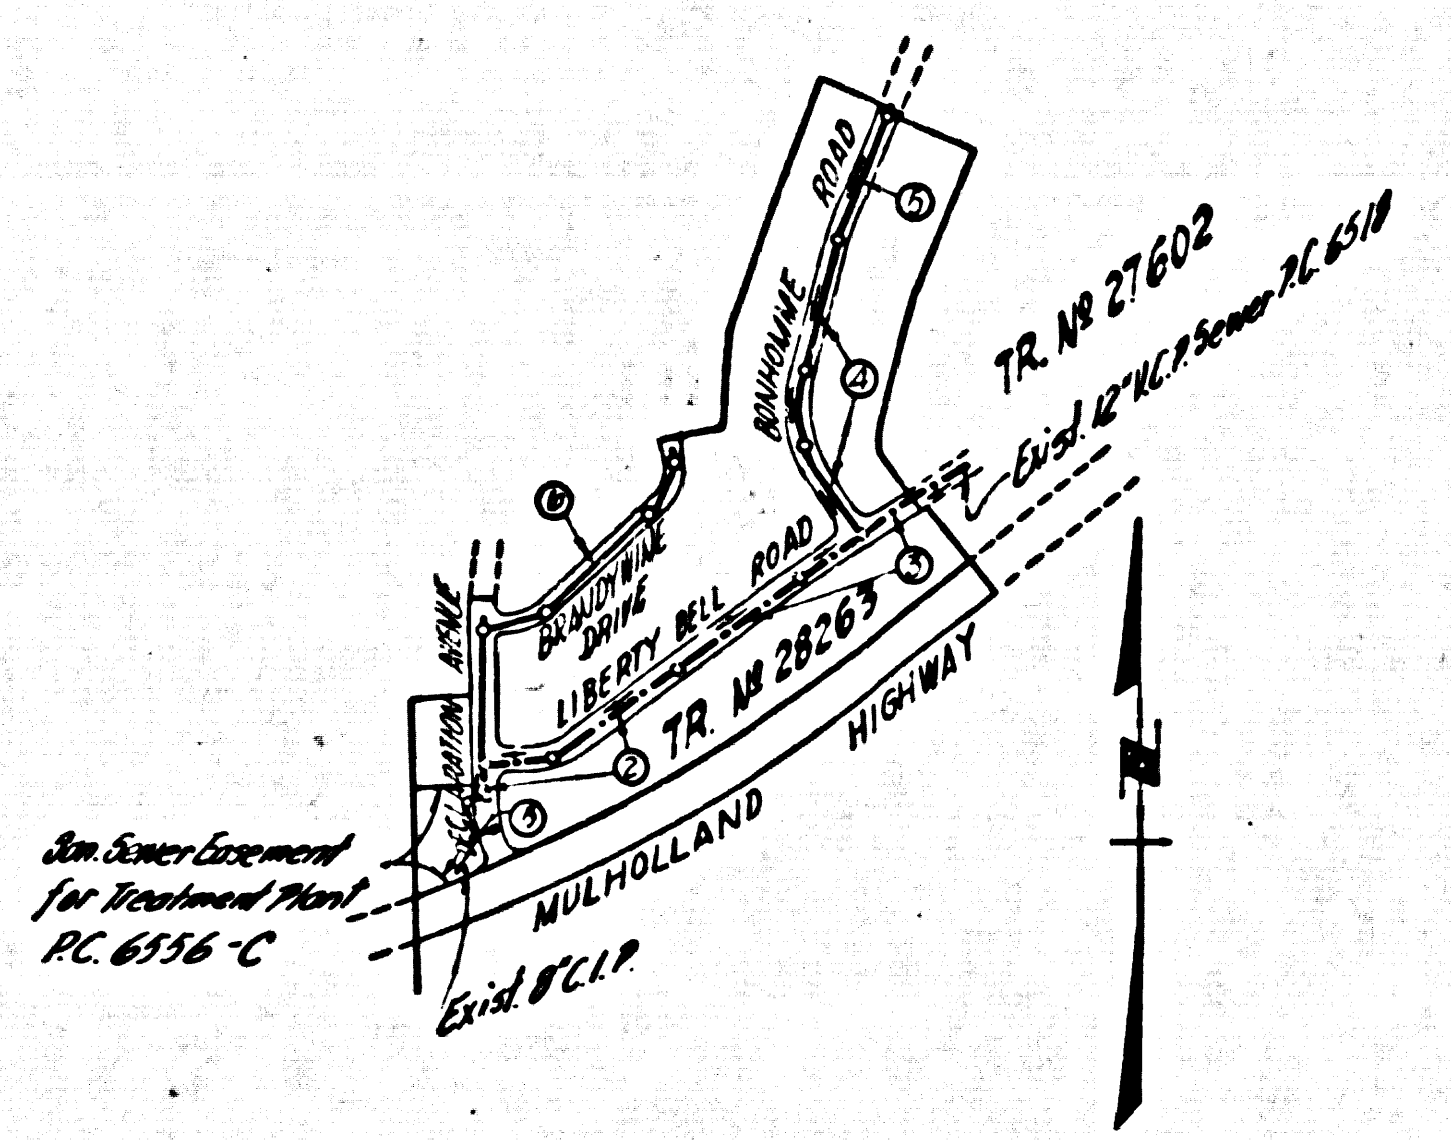 ROAD
5
TR. Nº 27602
Exist. 12" V.C.P. Sewer P.C. 6518
BONHOMME
4
6
BRANDYWINE
DRIVE
3
LIBERTY BELL ROAD
TR. Nº 28263
DECLARATION AVENUE
2
MULHOLLAND HIGHWAY
San. Sewer Easement
for Treatment Plant
P.C. 6556-C
Exist. 8" C.I.P.
N